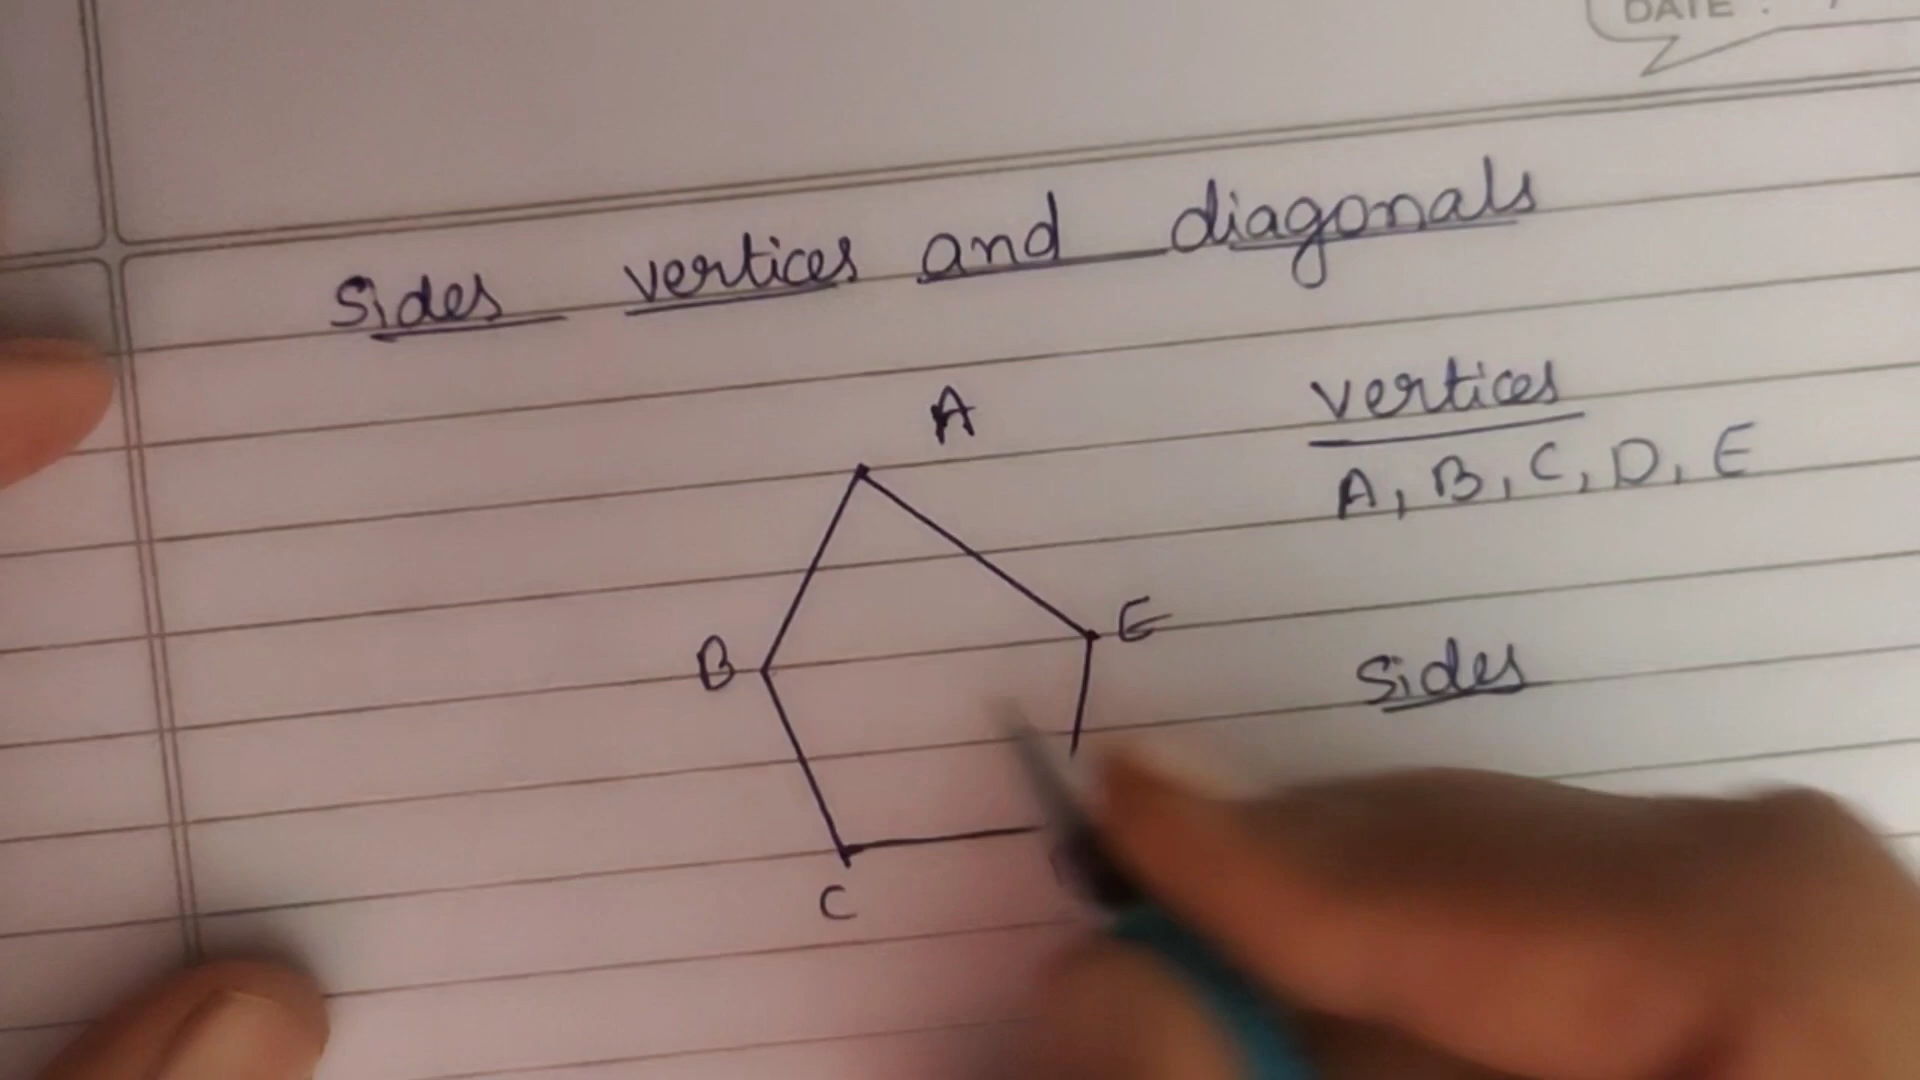 DATE :
Sides vertices and diagonals
A
vertices
A, B, C, D, E
E
B
Sides
C